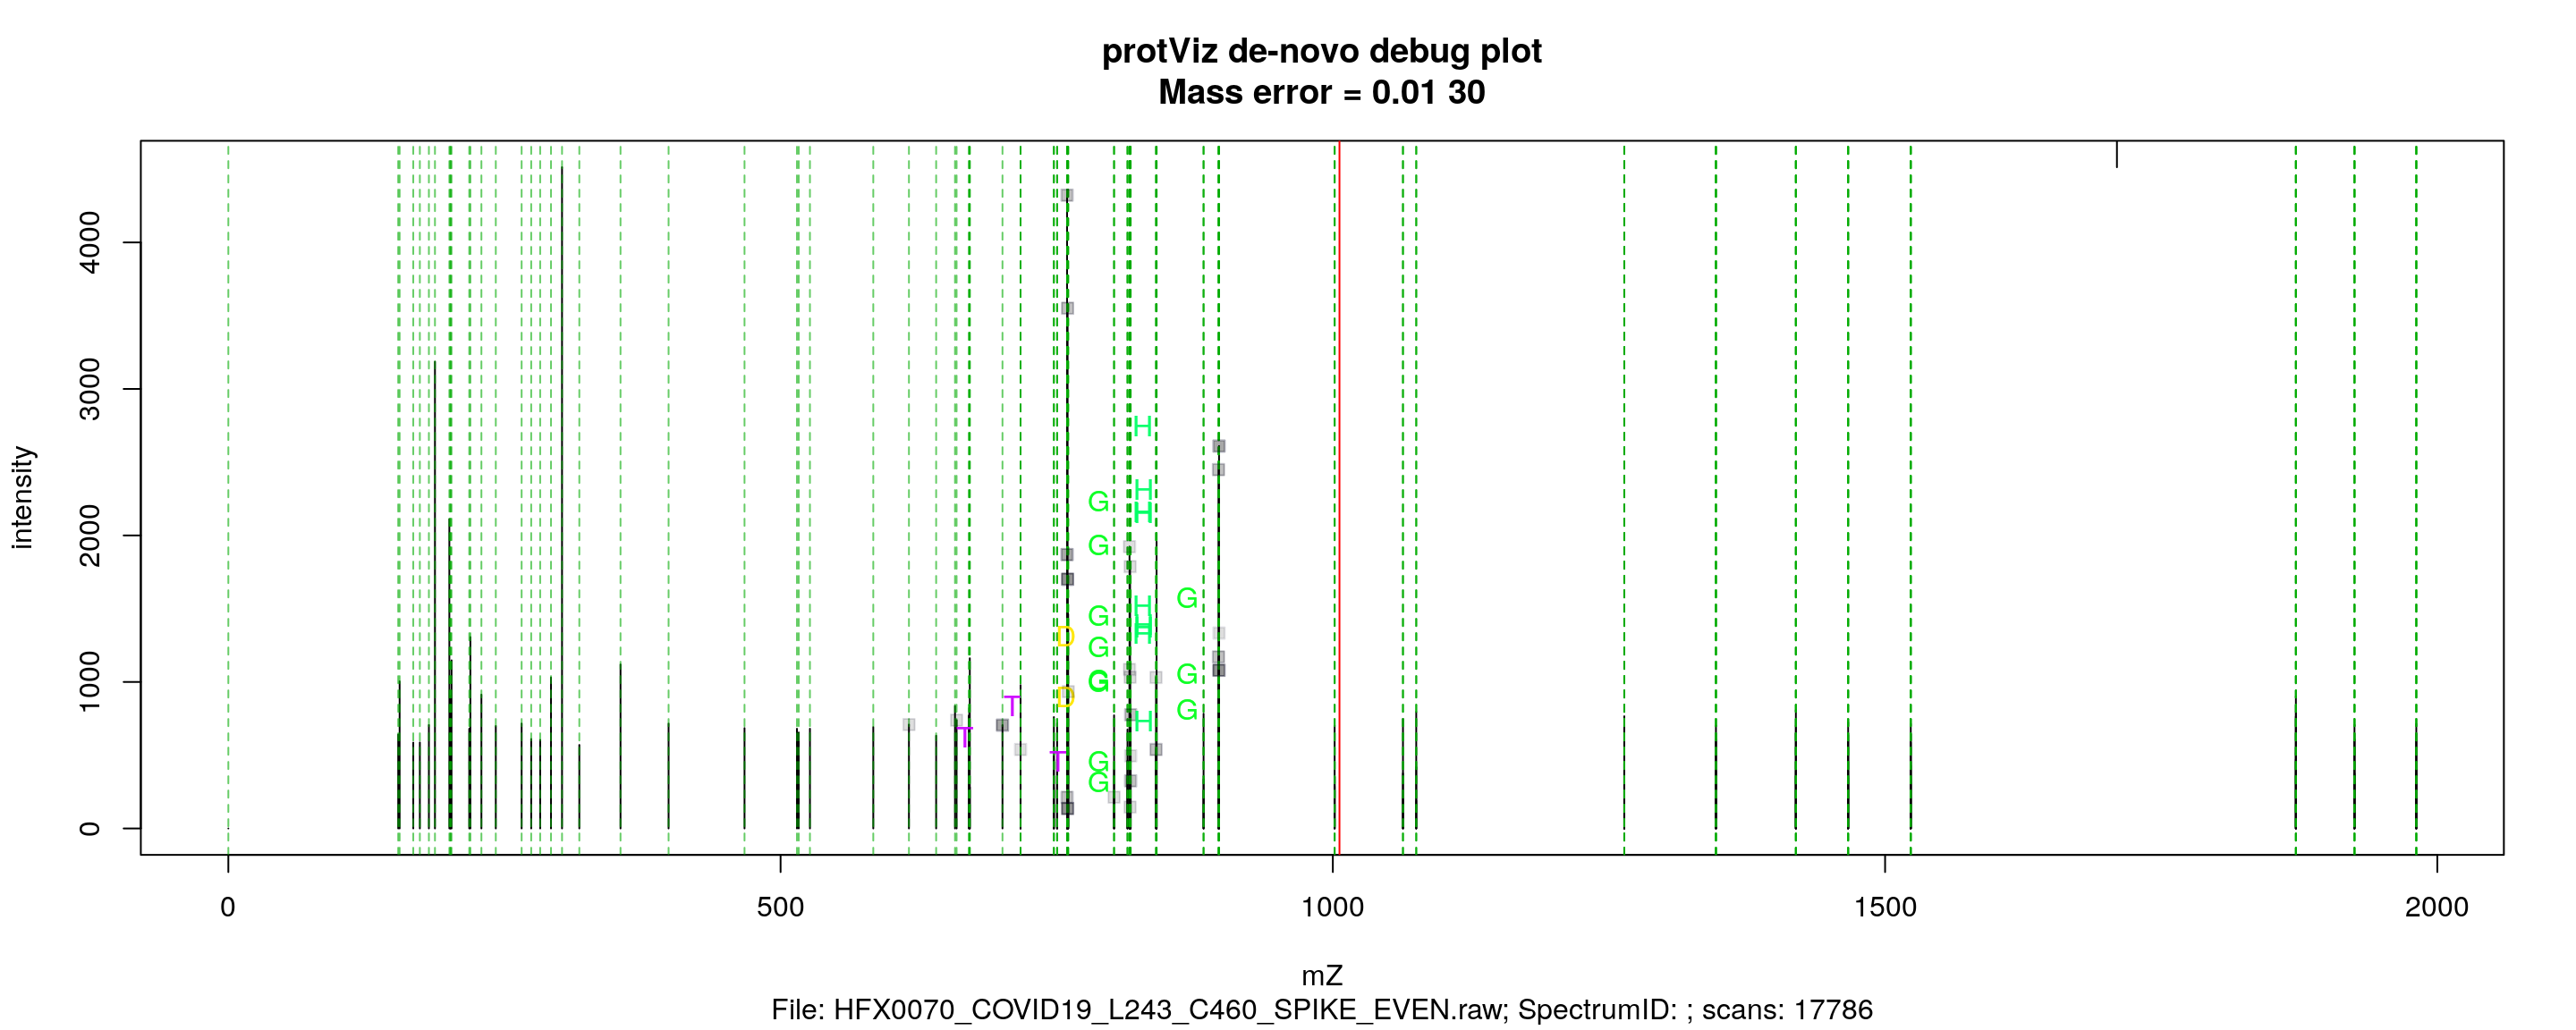 protViz de-novo debug plot
Mass error = 0.01 30
intensity
4000
3000
2000
1000
0
H
H
G
H
H
G
G
H
G
D
H
H
G
G
G
G
D
T
G
H
T
T
G
G
0 500 1000 1500 2000
mZ
File: HFX0070_COVID19_L243_C460_SPIKE_EVEN.raw; SpectrumID: ; scans: 17786